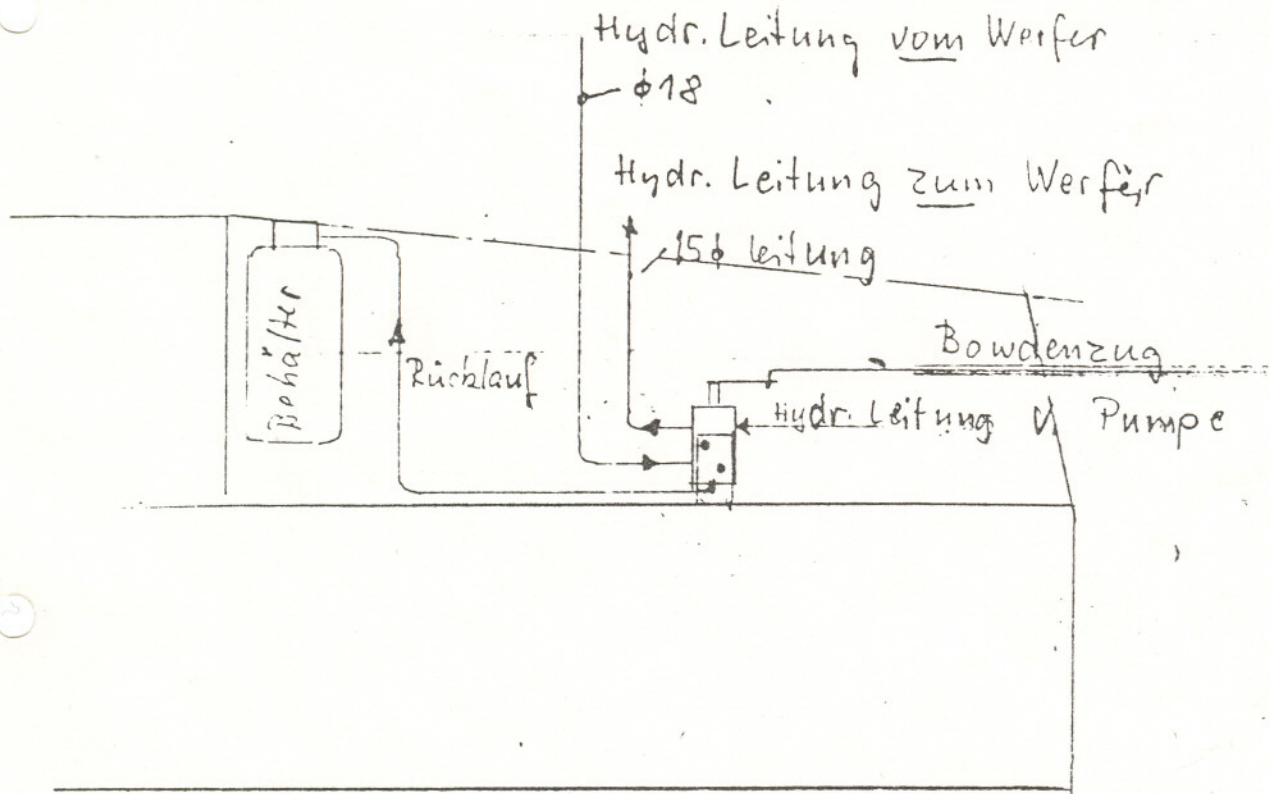 Hydr. Leitung vom Werfer
ϕ18
Hydr. Leitung zum Werfer
15ϕ Leitung
Behälter
Rücklauf
Bowdenzug
Hydr. Leitung v. Pumpe